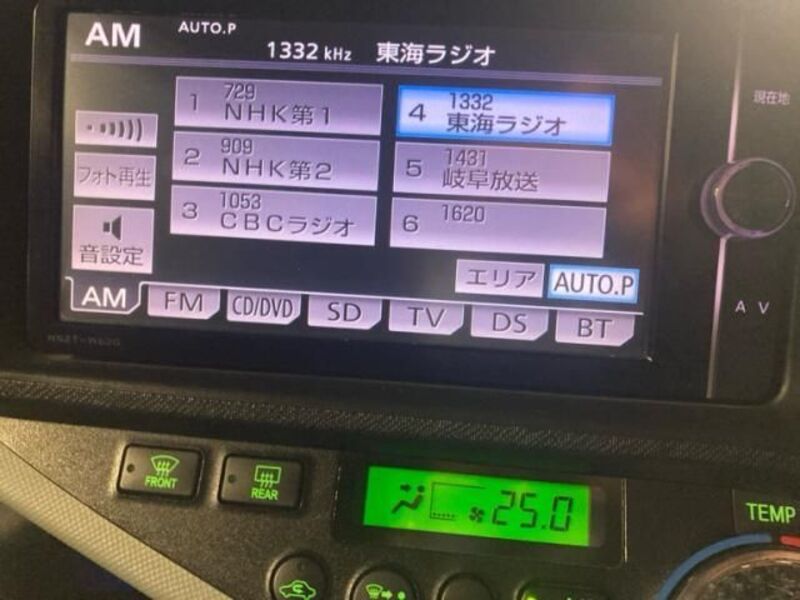 AM AUTO.P
1332 kHz 東海ラジオ
現在地
1 729 NHK第1
4 1332 東海ラジオ
2 909 NHK第2
5 1431 岐阜放送
3 1053 CBCラジオ
6 1620
フォト再生
音設定
エリア AUTO.P
AM FM CD/DVD SD TV DS BT
A V
FRONT
REAR
25.0
TEMP